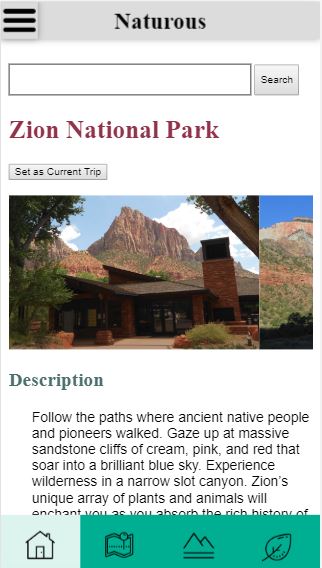 Naturous
Search
Zion National Park
Set as Current Trip
Description
Follow the paths where ancient native people
and pioneers walked. Gaze up at massive
sandstone cliffs of cream, pink, and red that
soar into a brilliant blue sky. Experience
wilderness in a narrow slot canyon. Zion’s
unique array of plants and animals will
enchant you as you absorb the rich history of